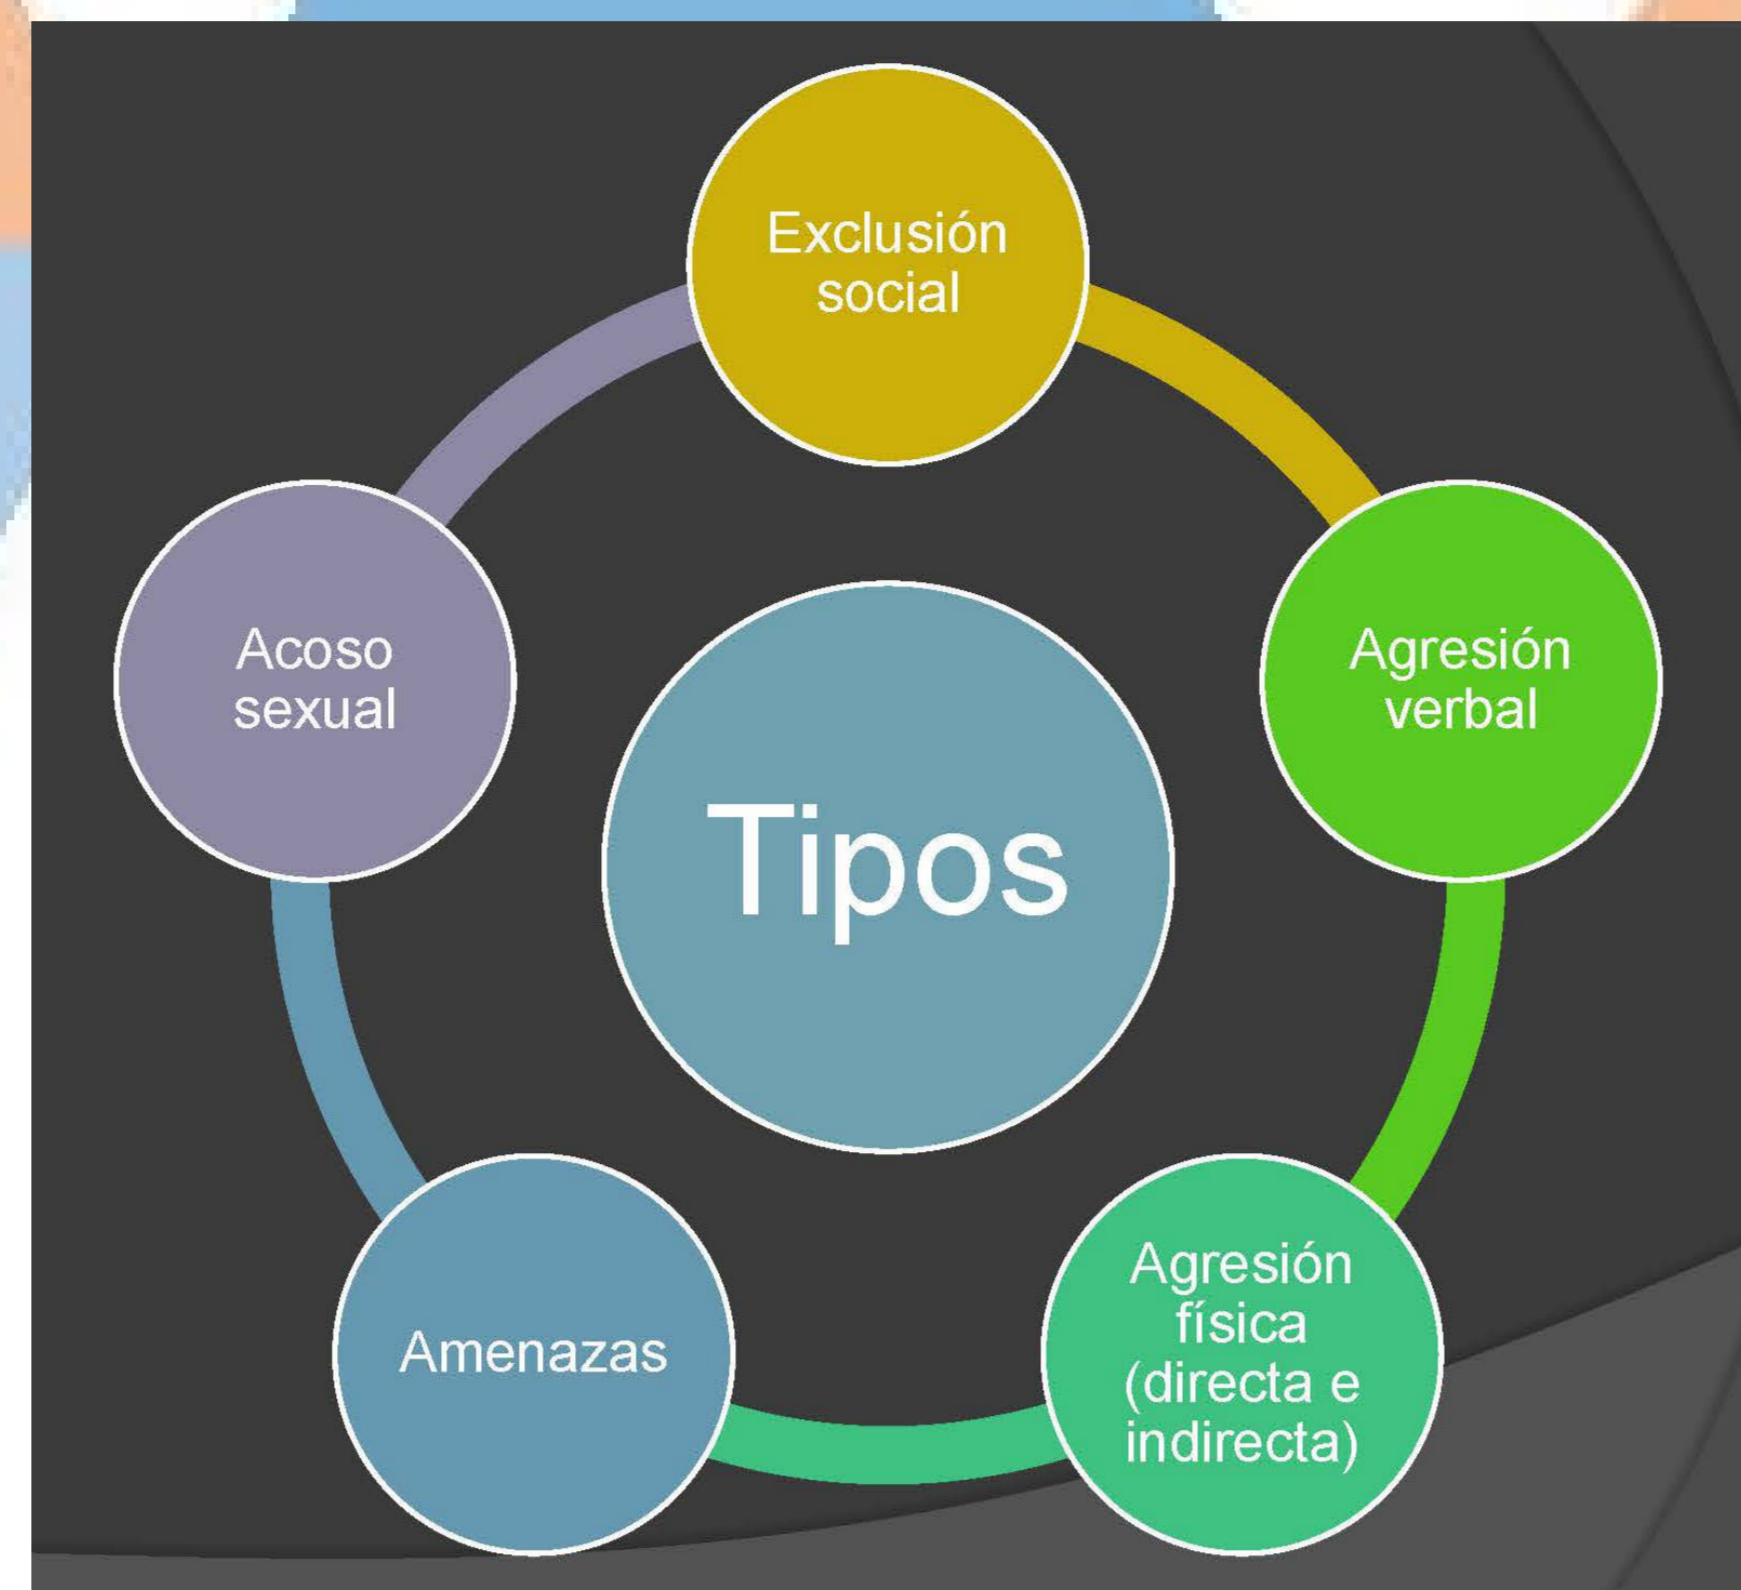 Exclusión
social
Agresión
verbal
Agresión
física
(directa e
indirecta)
Amenazas
Acoso
sexual
Tipos